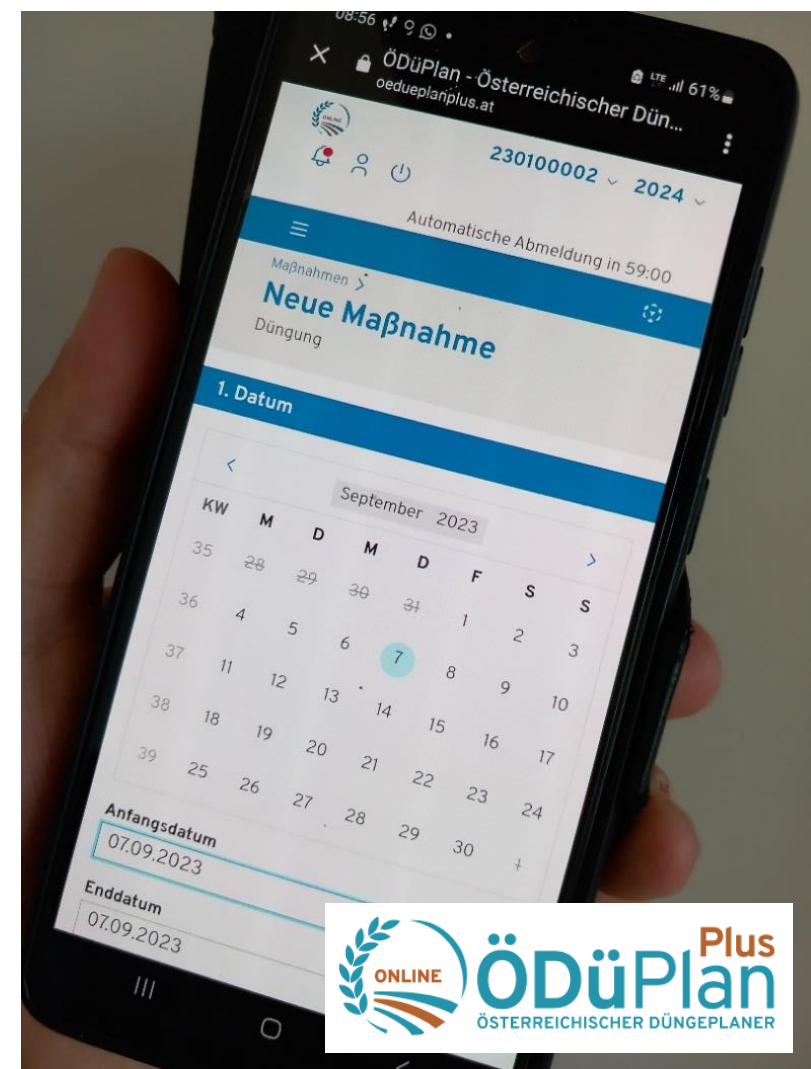 08:56
LTE 61%
ÖDüPlan - Österreichischer Dün...
oedueplanplus.at
ONLINE
230100002 2024
Automatische Abmeldung in 59:00
Maßnahmen >
Neue Maßnahme
Düngung
1. Datum
< September 2023 >
KW M D M D F S S
35 28 29 30 31 1 2 3
36 4 5 6 7 8 9 10
37 11 12 13 14 15 16 17
38 18 19 20 21 22 23 24
39 25 26 27 28 29 30 1
Anfangsdatum
07.09.2023
Enddatum
07.09.2023
ONLINE
ÖDüPlan Plus
ÖSTERREICHISCHER DÜNGEPLANER